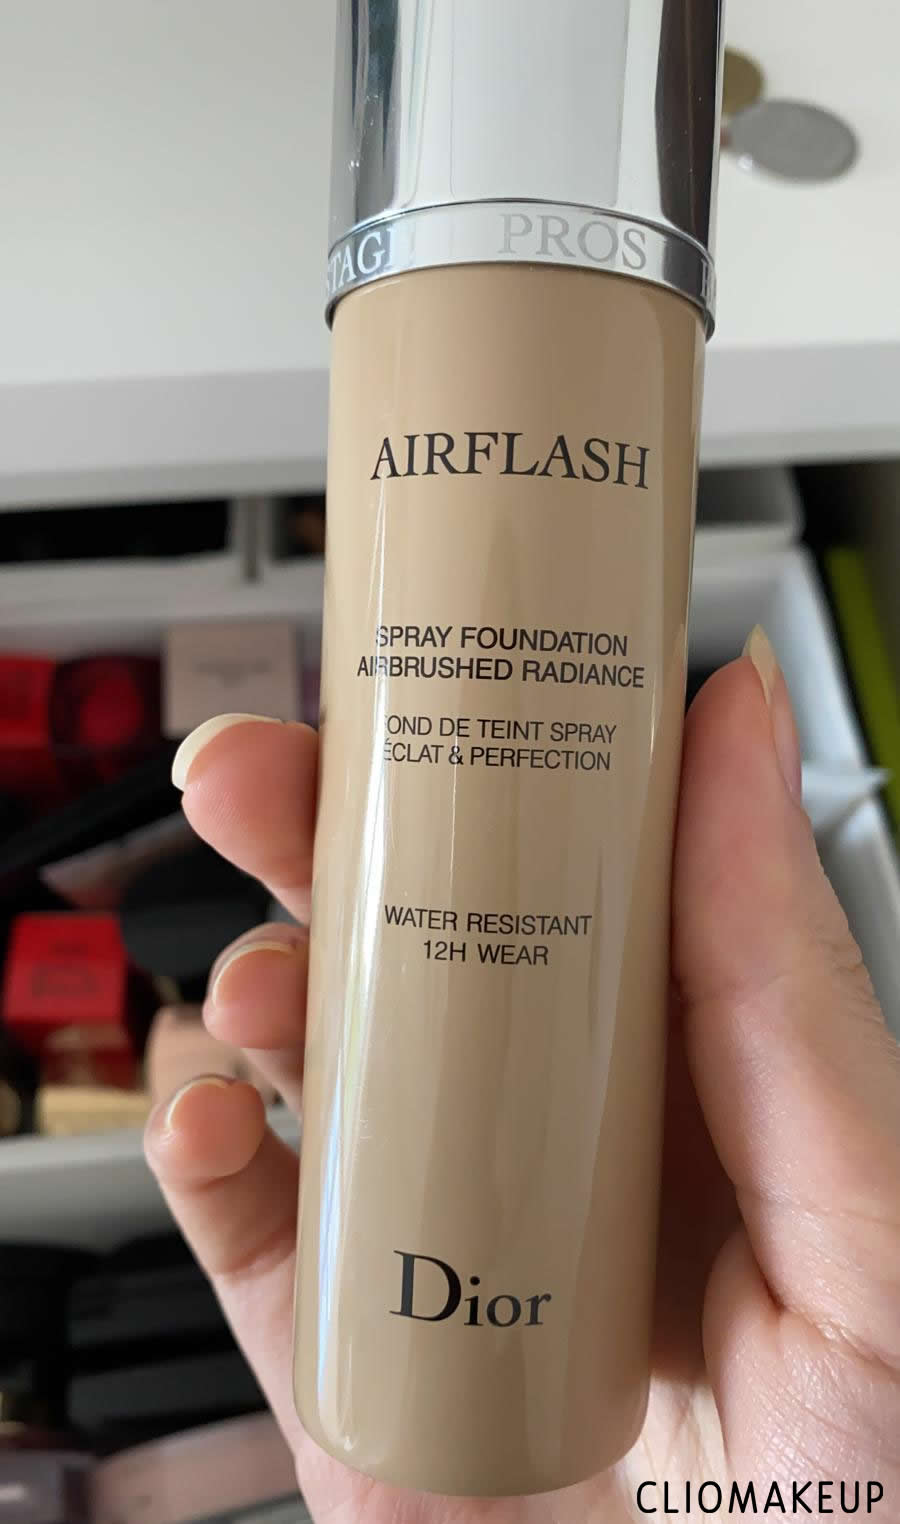 PROS
AIRFLASH
SPRAY FOUNDATION
AIRBRUSHED RADIANCE
FOND DE TEINT SPRAY
ÉCLAT & PERFECTION
WATER RESISTANT
12H WEAR
Dior
CLIOMAKEUP